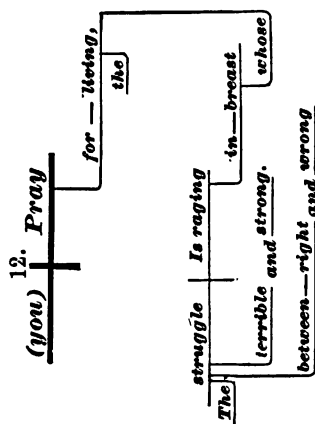 12.
(you) Pray
for—living,
the
struggle Is raging
in—breast
whose
The
terrible and strong.
between—right and wrong